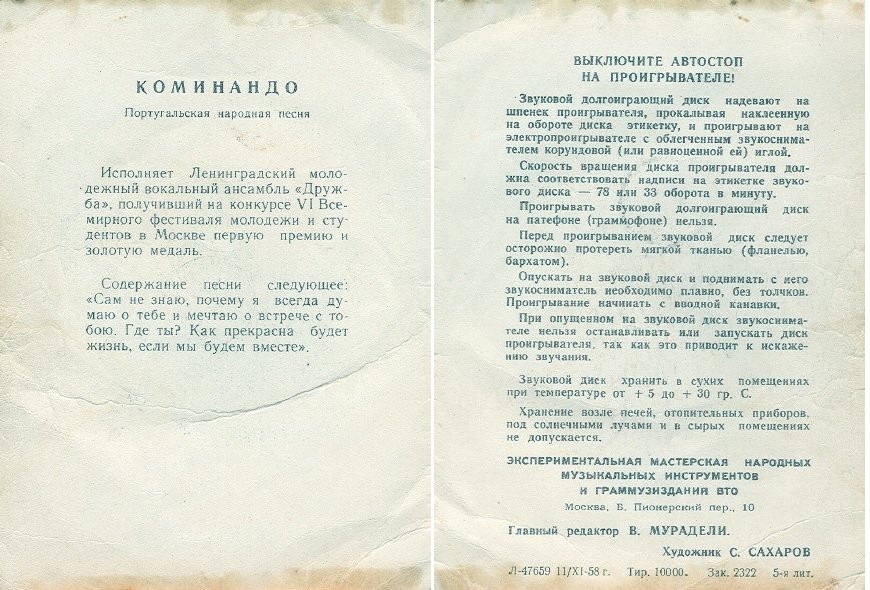 КОМИНАНДО
Португальская народная песня
Исполняет Ленинградский моло-
дежный вокальный ансамбль «Друж-
ба», получивший на конкурсе VI Все-
мирного фестиваля молодежи и сту-
дентов в Москве первую премию и
золотую медаль.
Содержание песни следующее:
«Сам не знаю, почему я всегда ду-
маю о тебе и мечтаю о встрече с то-
бою. Где ты? Как прекрасна будет
жизнь, если мы будем вместе».
ВЫКЛЮЧИТЕ АВТОСТОП
НА ПРОИГРЫВАТЕЛЕ!
Звуковой долгоиграющий диск надевают на
шпенек проигрывателя, прокалывая наклеенную
на обороте диска этикетку, и проигрывают на
электропроигрывателе с облегченным звукоснима-
телем корундовой (или равноценной ей) иглой.
Скорость вращения диска проигрывателя дол-
жна соответствовать надписи на этикетке звуко-
вого диска — 78 или 33 оборота в минуту.
Проигрывать звуковой долгоиграющий диск
на патефоне (граммофоне) нельзя.
Перед проигрыванием звуковой диск следует
осторожно протереть мягкой тканью (фланелью,
бархатом).
Опускать на звуковой диск и поднимать с него
звукосниматель необходимо плавно, без толчков.
Проигрывание начинать с вводной канавки.
При опущенном на звуковой диск звукоснима-
теле нельзя останавливать или запускать диск
проигрывателя, так как это приводит к искаже-
нию звучания.
Звуковой диск хранить в сухих помещениях
при температуре от + 5 до + 30 гр. С.
Хранение возле печей, отопительных приборов,
под солнечными лучами и в сырых помещениях
не допускается.
ЭКСПЕРИМЕНТАЛЬНАЯ МАСТЕРСКАЯ НАРОДНЫХ
МУЗЫКАЛЬНЫХ ИНСТРУМЕНТОВ
И ГРАММУЗИЗДАНИЯ ВТО
Москва, Б. Пионерский пер., 10
Главный редактор В. МУРАДЕЛИ.
Художник С. САХАРОВ
Л-47659 11/XI-58 г. Тир. 10000. Зак. 2322 5-я лит.